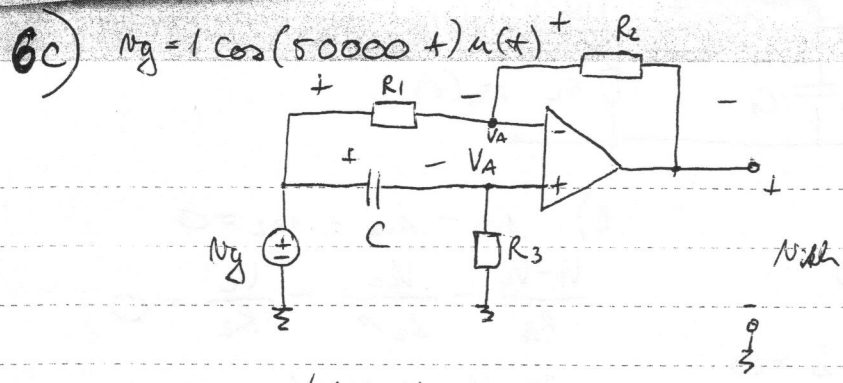 6c) vg = 1 cos(50000 t) u(t)
+ R2
+ R1 - -
VA -
+ - VA +
C +
vg + - R3
-